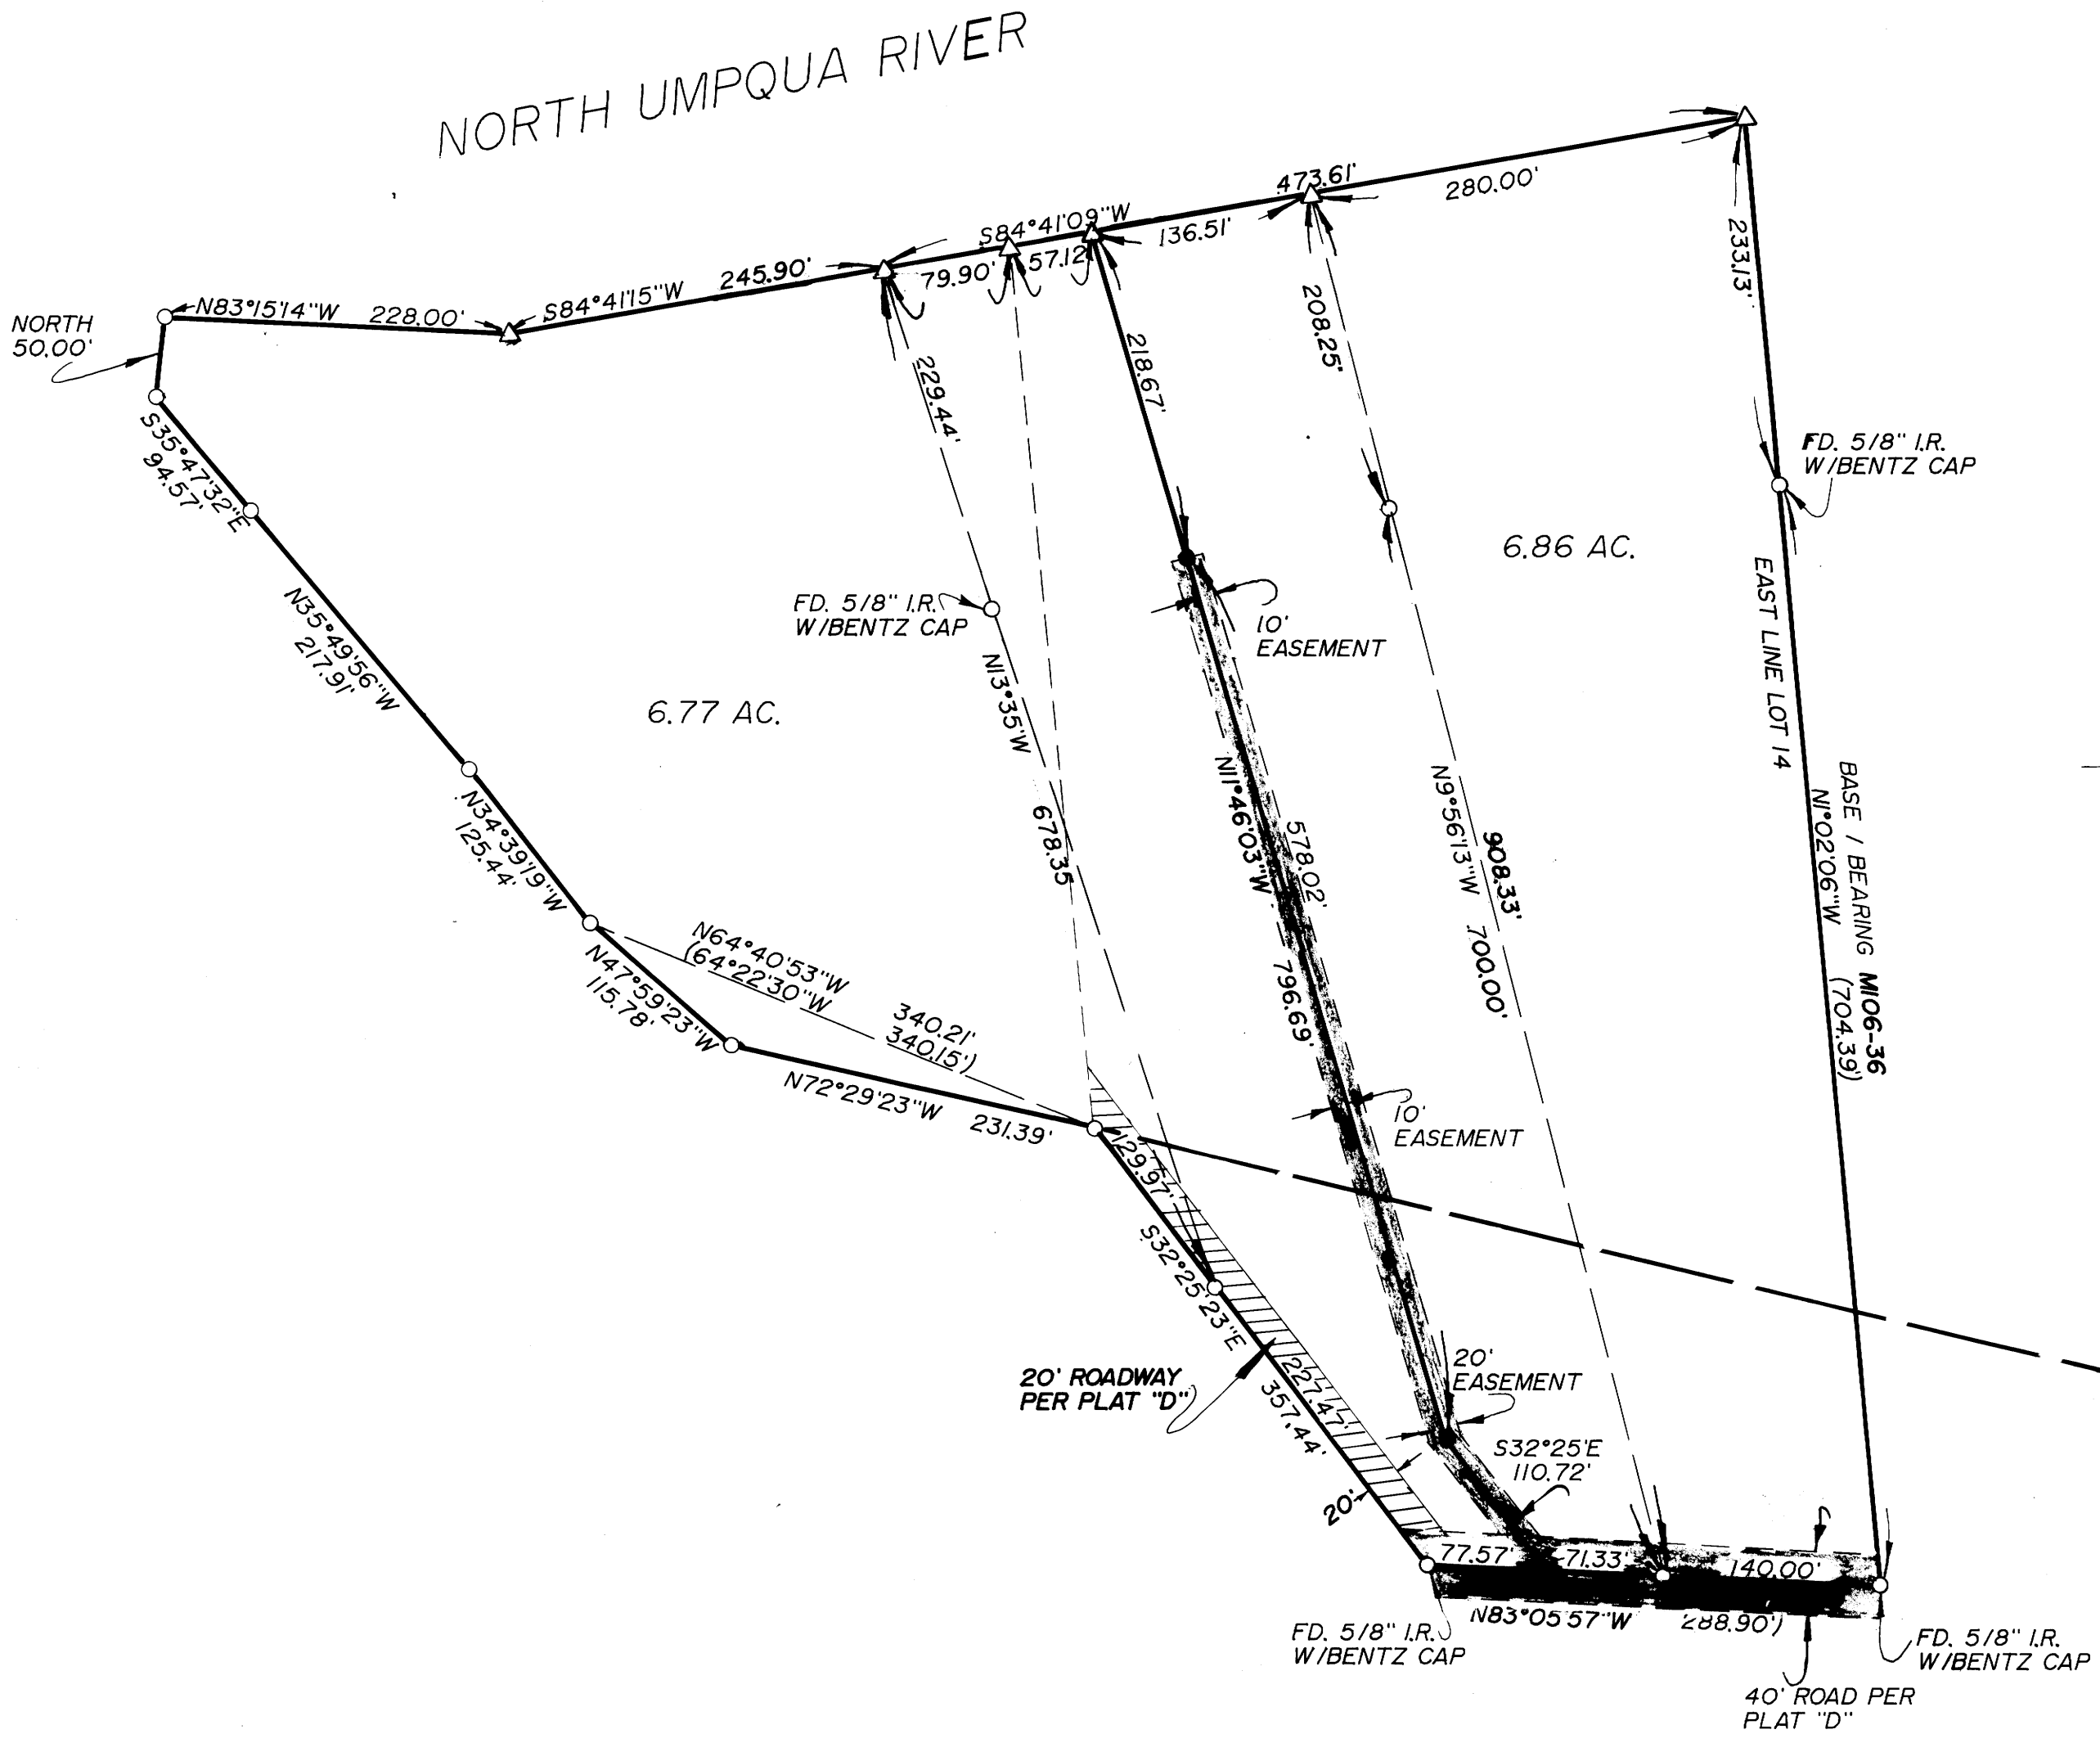 NORTH UMPQUA RIVER
473.61'
280.00'
S84°41'09"W
136.51'
57.12'
79.90'
245.90'
S84°41'15"W
N83°15'14"W
228.00'
NORTH
50.00'
233.13'
208.25'
218.67'
229.44'
S35°47'32"E
94.57'
FD. 5/8" I.R.
W/BENTZ CAP
6.86 AC.
EAST LINE LOT 14
N35°49'56"W
217.91'
FD. 5/8" I.R.
W/BENTZ CAP
10'
EASEMENT
6.77 AC.
N13°35'W
678.35
N11°46'03"W
578.02'
796.69'
N9°56'13"W
908.33'
700.00'
BASE / BEARING M106-36
N1°02'06"W
(704.39')
N34°39'19"W
125.44'
N64°40'53"W
(64°22'30"W
340.21'
340.15')
N47°59'23"W
115.78'
N72°29'23"W
231.39'
10'
EASEMENT
129.97'
S32°25'23"E
227.47'
357.44'
20' ROADWAY
PER PLAT "D"
20'
EASEMENT
S32°25'E
110.72'
20'
77.57'
71.33'
140.00'
N83°05'57"W
288.90')
FD. 5/8" I.R.
W/BENTZ CAP
FD. 5/8" I.R.
W/BENTZ CAP
40' ROAD PER
PLAT "D"